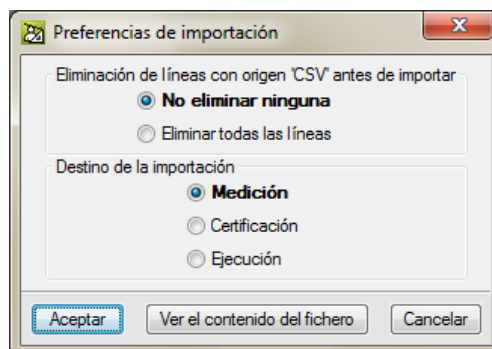 Preferencias de importación
Eliminación de líneas con origen 'CSV' antes de importar
No eliminar ninguna
Eliminar todas las líneas
Destino de la importación
Medición
Certificación
Ejecución
Aceptar Ver el contenido del fichero Cancelar